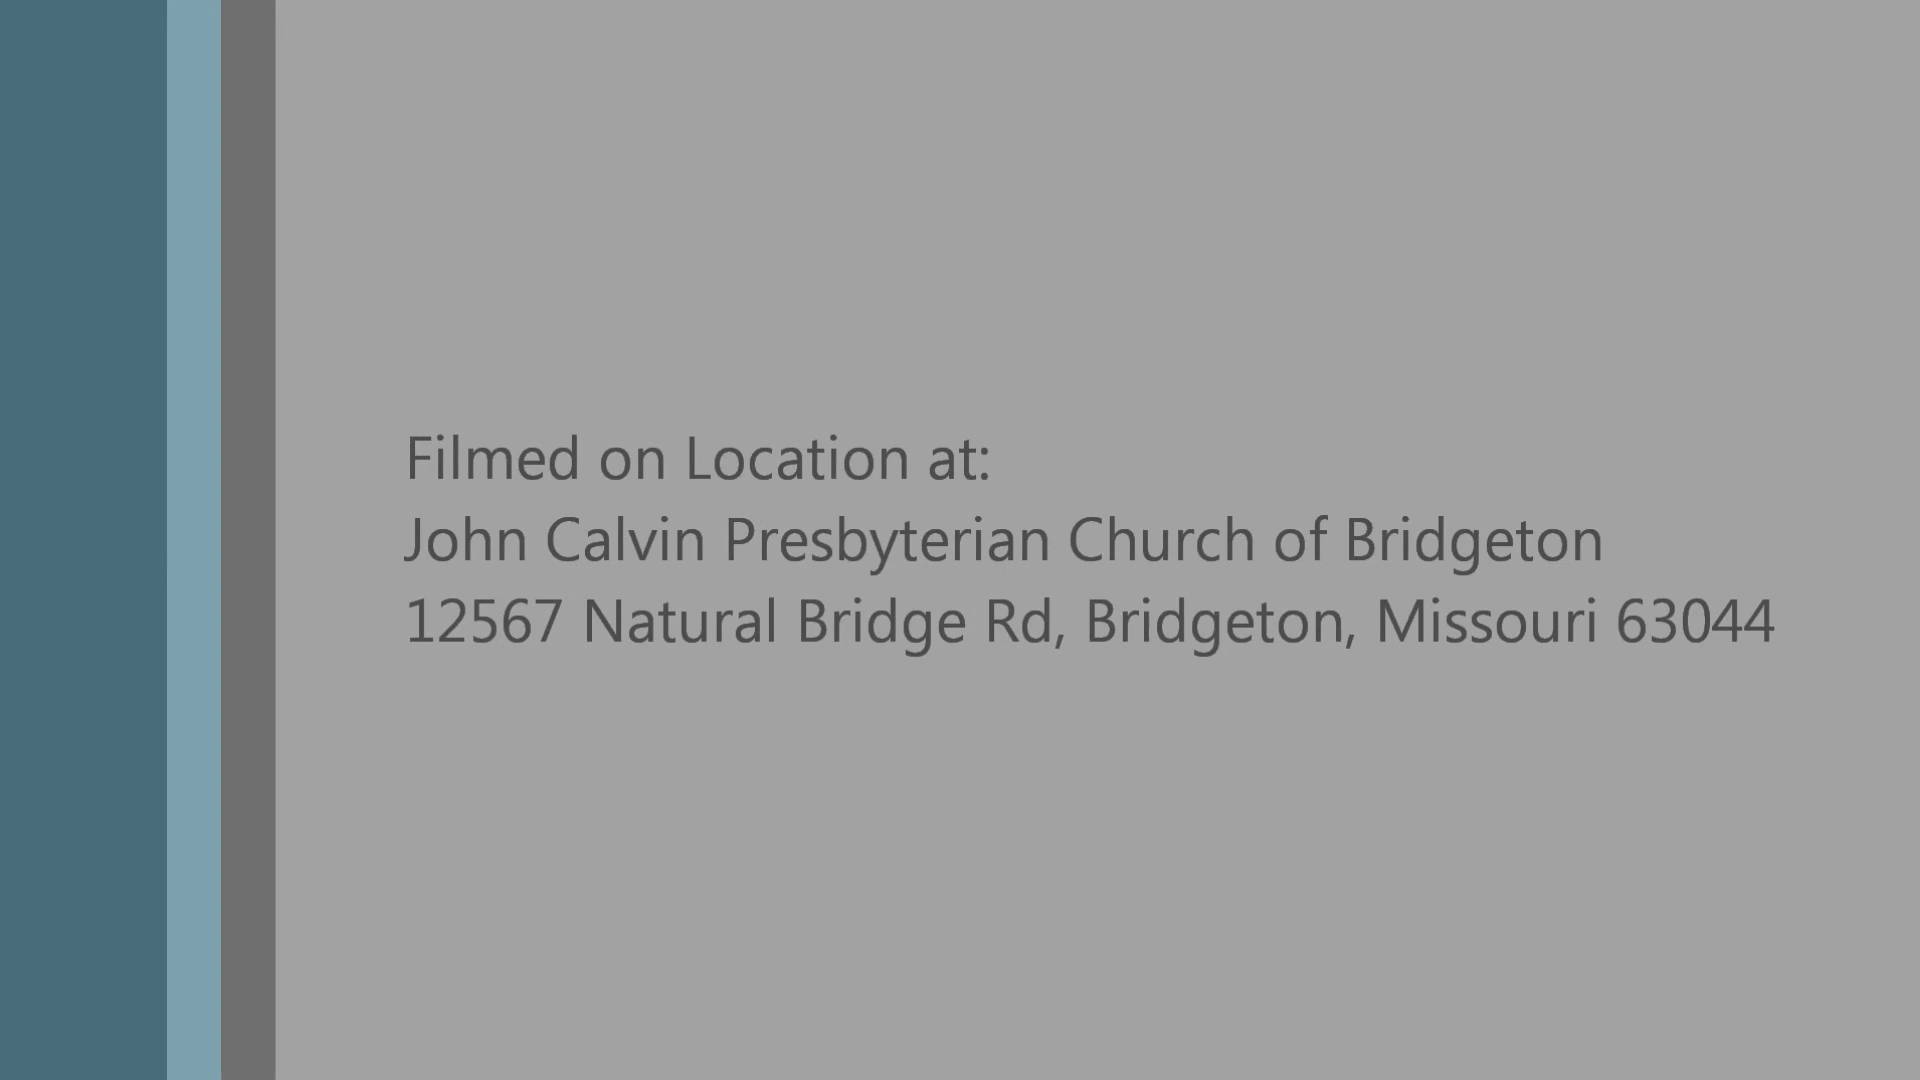 Filmed on Location at:
John Calvin Presbyterian Church of Bridgeton
12567 Natural Bridge Rd, Bridgeton, Missouri 63044